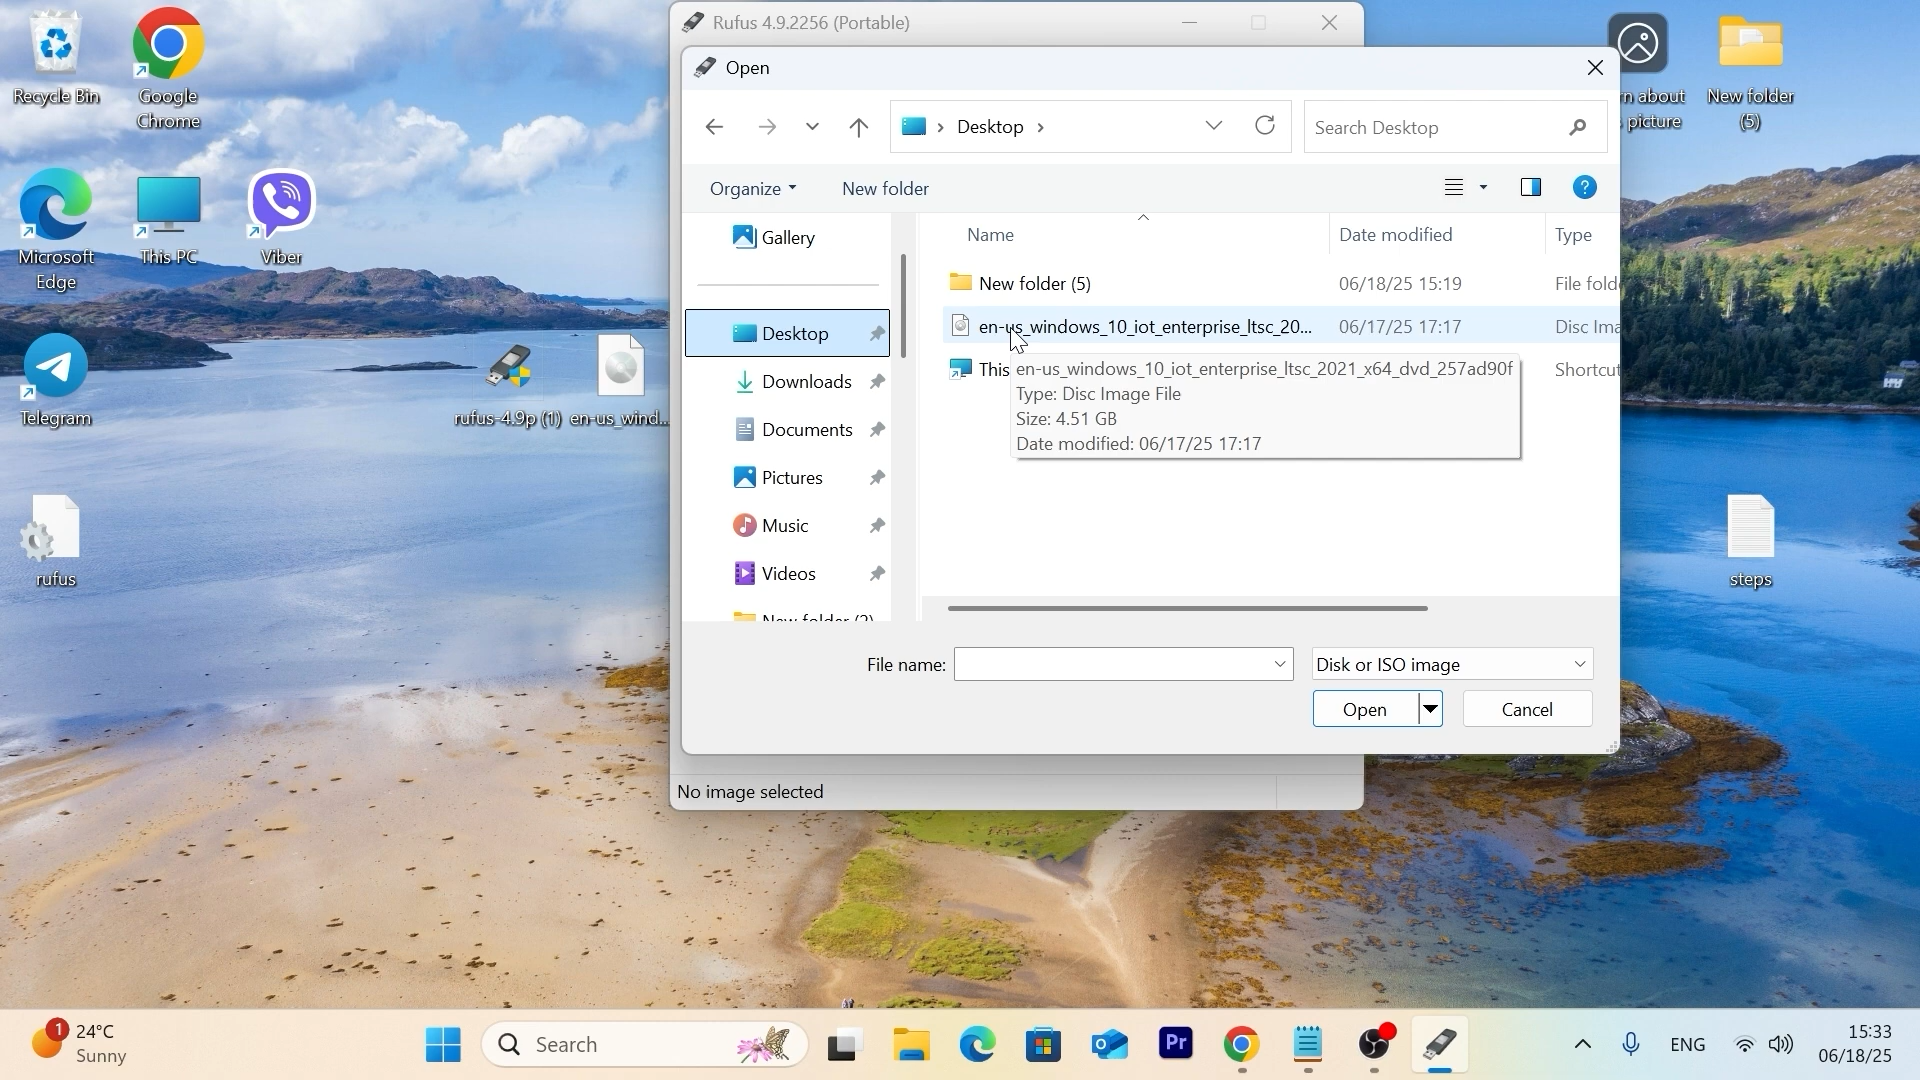 Recycle Bin
Google
Chrome
Microsoft
Edge
This PC
Viber
Telegram
rufus-4.9p (1)
en-us_wind...
rufus
Rufus 4.9.2256 (Portable)
Open
Desktop
Search Desktop
Organize
New folder
Gallery
Desktop
Downloads
Documents
Pictures
Music
Videos
Name
Date modified
Type
New folder (5)
06/18/25 15:19
File folde
en-us_windows_10_iot_enterprise_ltsc_20...
06/17/25 17:17
Disc Ima
This
Shortcut
en-us_windows_10_iot_enterprise_ltsc_2021_x64_dvd_257ad90f
Type: Disc Image File
Size: 4.51 GB
Date modified: 06/17/25 17:17
File name:
Disk or ISO image
Open
Cancel
No image selected
n about
picture
New folder
(5)
steps
1
24°C
Sunny
Search
Pr
ENG
15:33
06/18/25